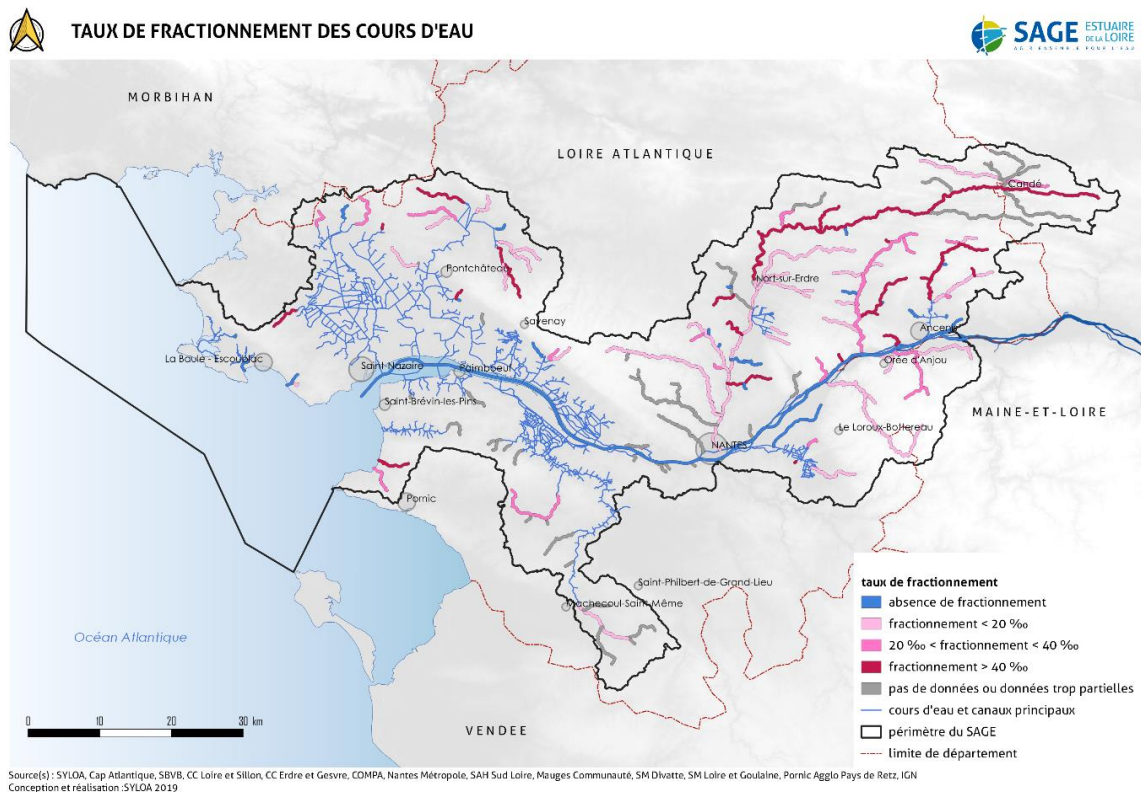 TAUX DE FRACTIONNEMENT DES COURS D'EAU
SAGE ESTUAIRE DE LA LOIRE
AGIR ENSEMBLE POUR L'EAU
MORBIHAN
LOIRE ATLANTIQUE
Candé
Pontchâteau
Nort-sur-Erdre
Savenay
Ancenis
La Baule - Escoublac
Saint-Nazaire
Paimboeuf
Orée d'Anjou
Saint-Brévin-les-Pins
MAINE-ET-LOIRE
Le Loroux-Bottereau
NANTES
Pornic
Saint-Philbert-de-Grand-Lieu
Machecoul-Saint-Même
Océan Atlantique
VENDEE
0 10 20 30 km
taux de fractionnement
absence de fractionnement
fractionnement < 20 ‰
20 ‰ < fractionnement < 40 ‰
fractionnement > 40 ‰
pas de données ou données trop partielles
cours d'eau et canaux principaux
périmètre du SAGE
limite de département
Source(s) : SYLOA, Cap Atlantique, SBVB, CC Loire et Sillon, CC Erdre et Gesvre, COMPA, Nantes Métropole, SAH Sud Loire, Mauges Communauté, SM Divatte, SM Loire et Goulaine, Pornic Agglo Pays de Retz, IGN
Conception et réalisation :SYLOA 2019